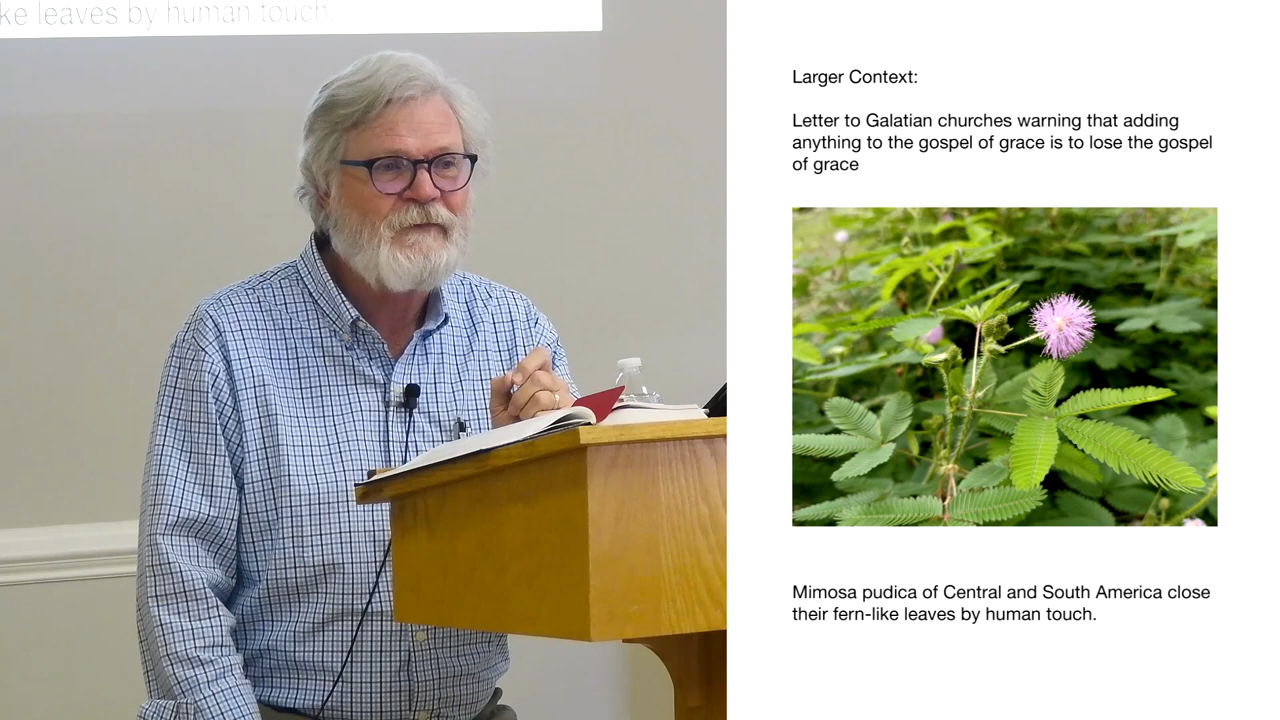 ke leaves by human touch.
Larger Context:
Letter to Galatian churches warning that adding
anything to the gospel of grace is to lose the gospel
of grace
Mimosa pudica of Central and South America close
their fern-like leaves by human touch.